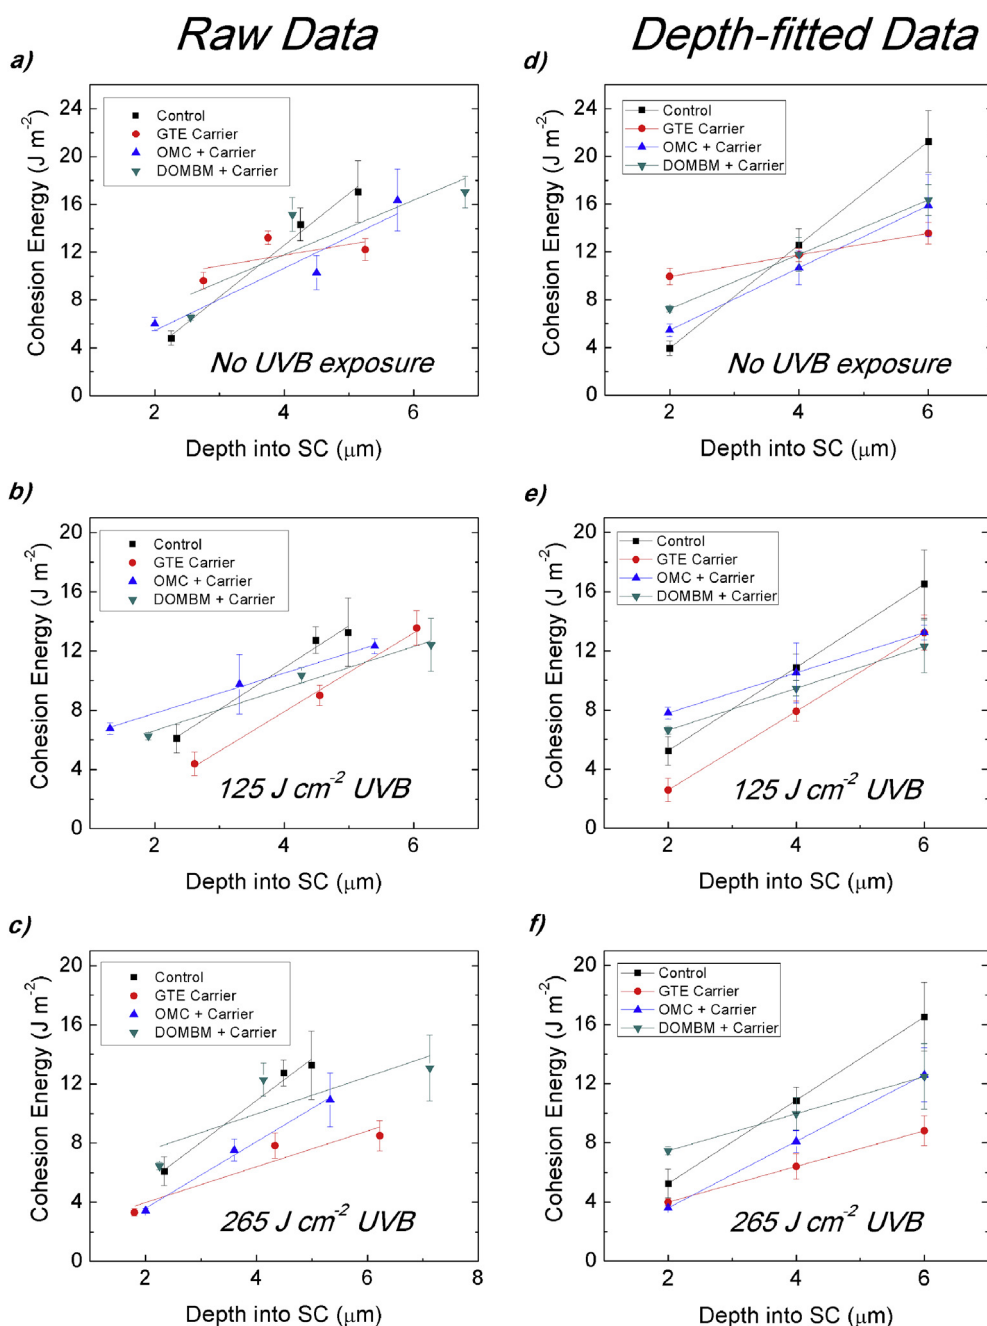 Raw Data
Depth-fitted Data
a)
24
20
16
12
8
4
0
Cohesion Energy (J m-2)
Control
GTE Carrier
OMC + Carrier
DOMBM + Carrier
No UVB exposure
2 4 6
Depth into SC (μm)
d)
24
20
16
12
8
4
0
Cohesion Energy (J m-2)
Control
GTE Carrier
OMC + Carrier
DOMBM + Carrier
No UVB exposure
2 4 6
Depth into SC (μm)
b)
20
16
12
8
4
0
Cohesion Energy (J m-2)
Control
GTE Carrier
OMC + Carrier
DOMBM + Carrier
125 J cm-2 UVB
2 4 6
Depth into SC (μm)
e)
20
16
12
8
4
0
Cohesion Energy (J m-2)
Control
GTE Carrier
OMC + Carrier
DOMBM + Carrier
125 J cm-2 UVB
2 4 6
Depth into SC (μm)
c)
20
16
12
8
4
0
Cohesion Energy (J m-2)
Control
GTE Carrier
OMC + Carrier
DOMBM + Carrier
265 J cm-2 UVB
2 4 6 8
Depth into SC (μm)
f)
20
16
12
8
4
0
Cohesion Energy (J m-2)
Control
GTE Carrier
OMC + Carrier
DOMBM + Carrier
265 J cm-2 UVB
2 4 6
Depth into SC (μm)